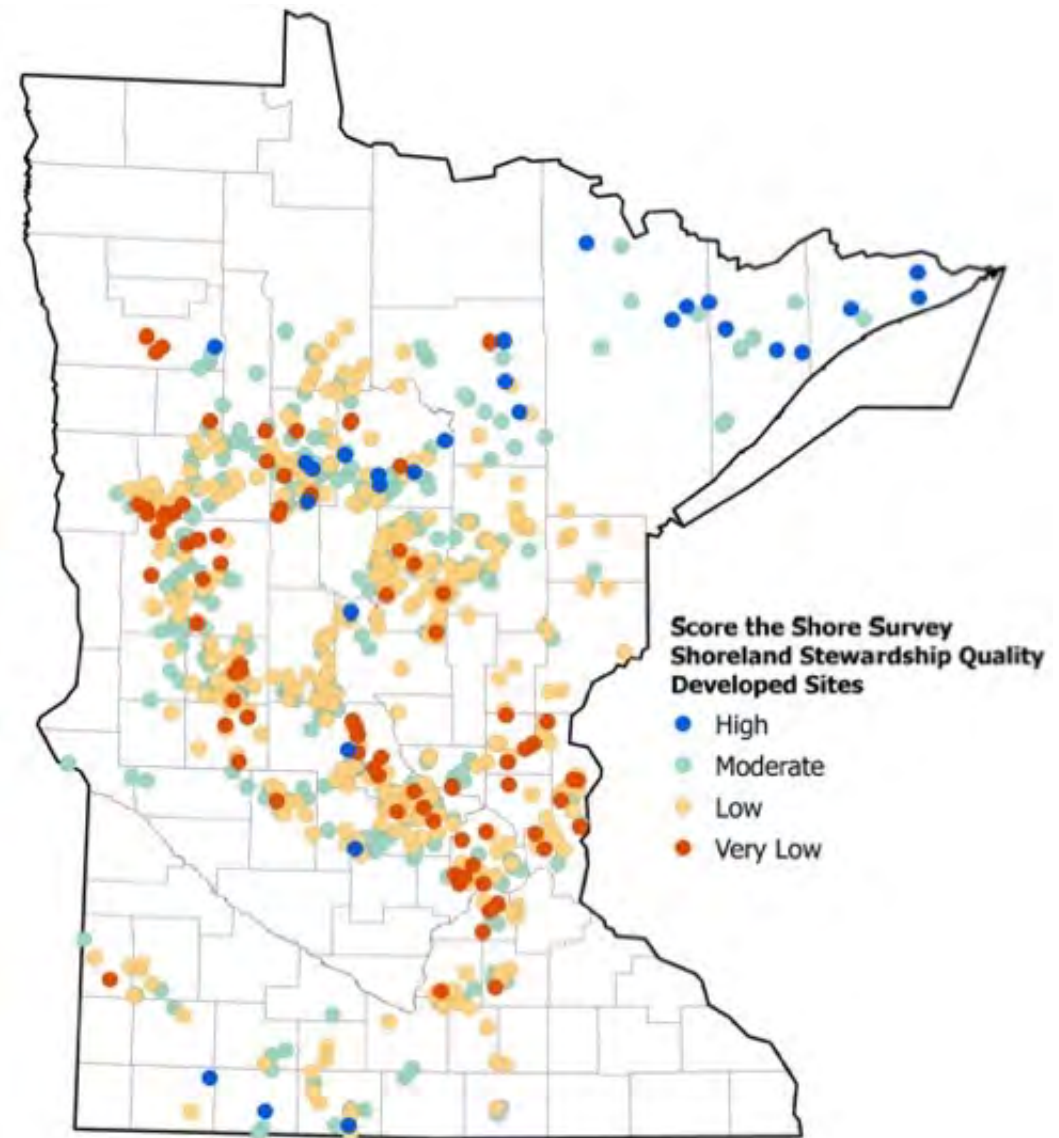 Score the Shore Survey
Shoreland Stewardship Quality
Developed Sites
High
Moderate
Low
Very Low